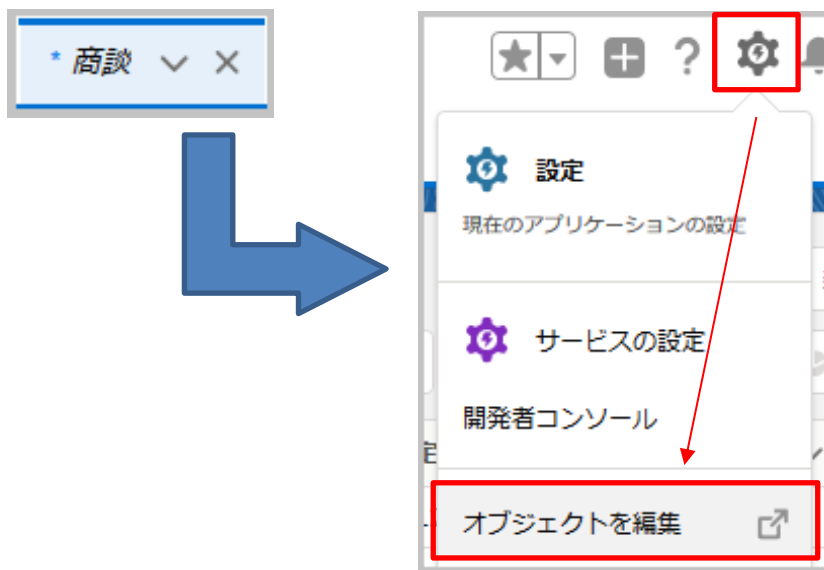 * 商談
?
設定
現在のアプリケーションの設定
サービスの設定
開発者コンソール
オブジェクトを編集